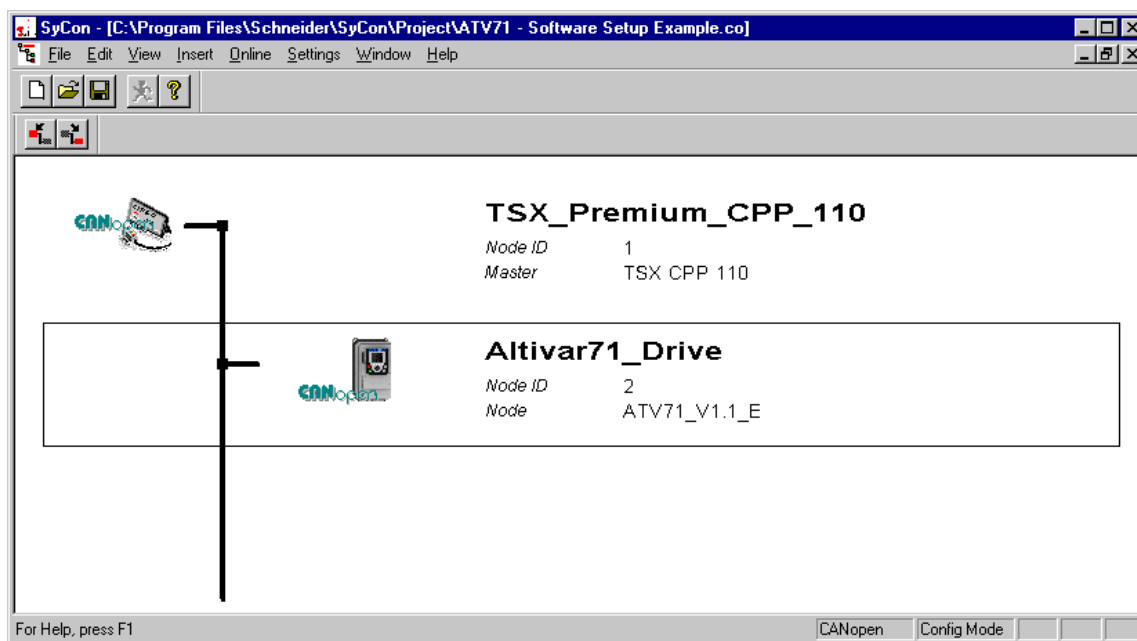 SyCon - [C:\Program Files\Schneider\SyCon\Project\ATV71 - Software Setup Example.co]
File Edit View Insert Online Settings Window Help
CANopen
TSX_Premium_CPP_110
Node ID 1
Master TSX CPP 110
CANopen
Altivar71_Drive
Node ID 2
Node ATV71_V1.1_E
For Help, press F1 CANopen Config Mode